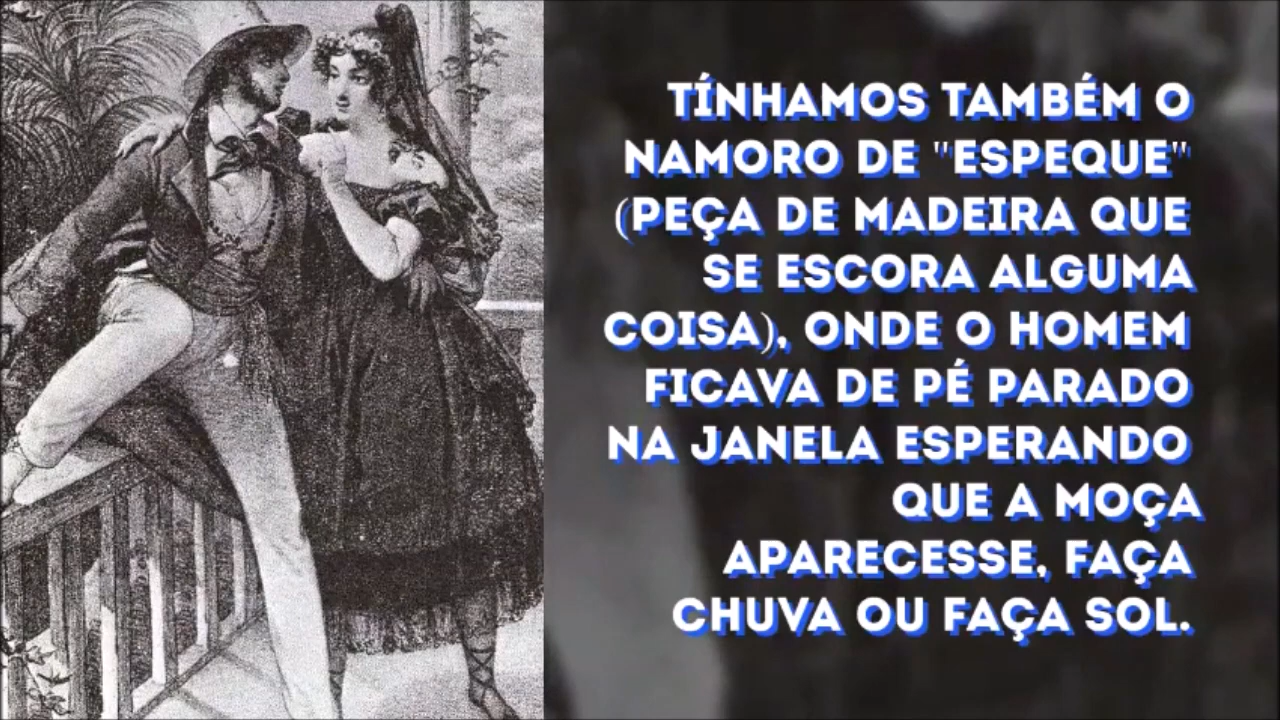 TÍNHAMOS TAMBÉM O
NAMORO DE "ESPEQUE"
(PEÇA DE MADEIRA QUE
SE ESCORA ALGUMA
COISA), ONDE O HOMEM
FICAVA DE PÉ PARADO
NA JANELA ESPERANDO
QUE A MOÇA
APARECESSE, FAÇA
CHUVA OU FAÇA SOL.